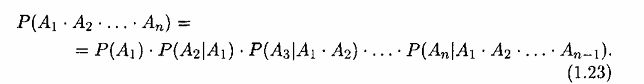 P(A₁ · A₂ · . . . · Aₙ) =
= P(A₁) · P(A₂|A₁) · P(A₃|A₁ · A₂) · . . . · P(Aₙ|A₁ · A₂ · . . . · Aₙ₋₁).
(1.23)